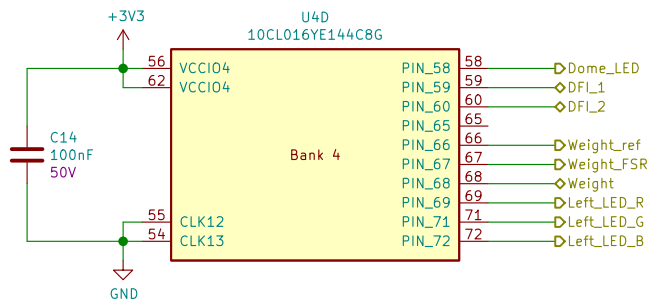 +3V3
U4D
10CL016YE144C8G
56 VCCIO4 PIN_58 58 Dome_LED
62 VCCIO4 PIN_59 59 DFI_1
PIN_60 60 DFI_2
PIN_65 65
C14
100nF
50V
Bank 4
PIN_66 66 Weight_ref
PIN_67 67 Weight_FSR
PIN_68 68 Weight
PIN_69 69 Left_LED_R
55 CLK12 PIN_71 71 Left_LED_G
54 CLK13 PIN_72 72 Left_LED_B
GND